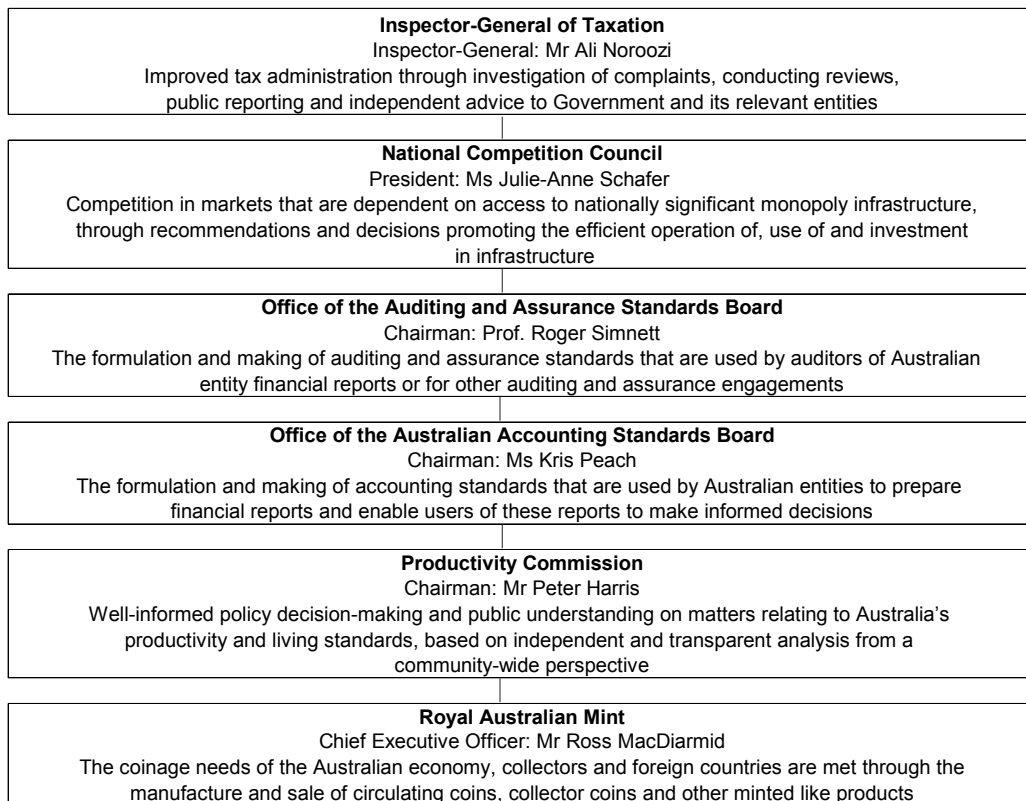 Inspector-General of Taxation
Inspector-General: Mr Ali Noroozi
Improved tax administration through investigation of complaints, conducting reviews,
public reporting and independent advice to Government and its relevant entities
National Competition Council
President: Ms Julie-Anne Schafer
Competition in markets that are dependent on access to nationally significant monopoly infrastructure,
through recommendations and decisions promoting the efficient operation of, use of and investment
in infrastructure
Office of the Auditing and Assurance Standards Board
Chairman: Prof. Roger Simnett
The formulation and making of auditing and assurance standards that are used by auditors of Australian
entity financial reports or for other auditing and assurance engagements
Office of the Australian Accounting Standards Board
Chairman: Ms Kris Peach
The formulation and making of accounting standards that are used by Australian entities to prepare
financial reports and enable users of these reports to make informed decisions
Productivity Commission
Chairman: Mr Peter Harris
Well-informed policy decision-making and public understanding on matters relating to Australia’s
productivity and living standards, based on independent and transparent analysis from a
community-wide perspective
Royal Australian Mint
Chief Executive Officer: Mr Ross MacDiarmid
The coinage needs of the Australian economy, collectors and foreign countries are met through the
manufacture and sale of circulating coins, collector coins and other minted like products